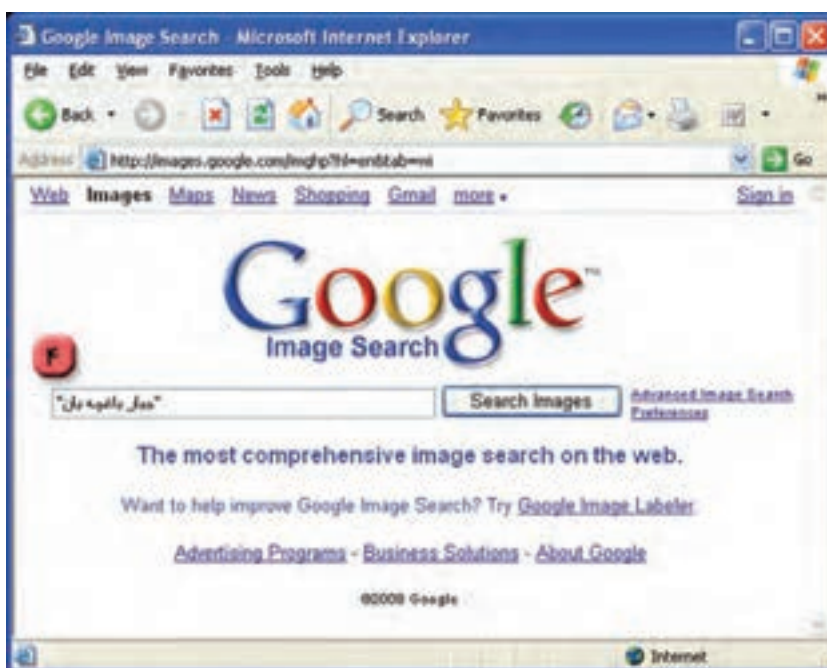 Google Image Search - Microsoft Internet Explorer
File Edit View Favorites Tools Help
Back Search Favorites
Address http://images.google.com/imghp?hl=en&tab=wi Go
Web Images Maps News Shopping Gmail more Sign in
Google™
Image Search
۴
"جبار باغچه بان" Search Images Advanced Image Search
Preferences
The most comprehensive image search on the web.
Want to help improve Google Image Search? Try Google Image Labeler.
Advertising Programs - Business Solutions - About Google
©2008 Google
Internet